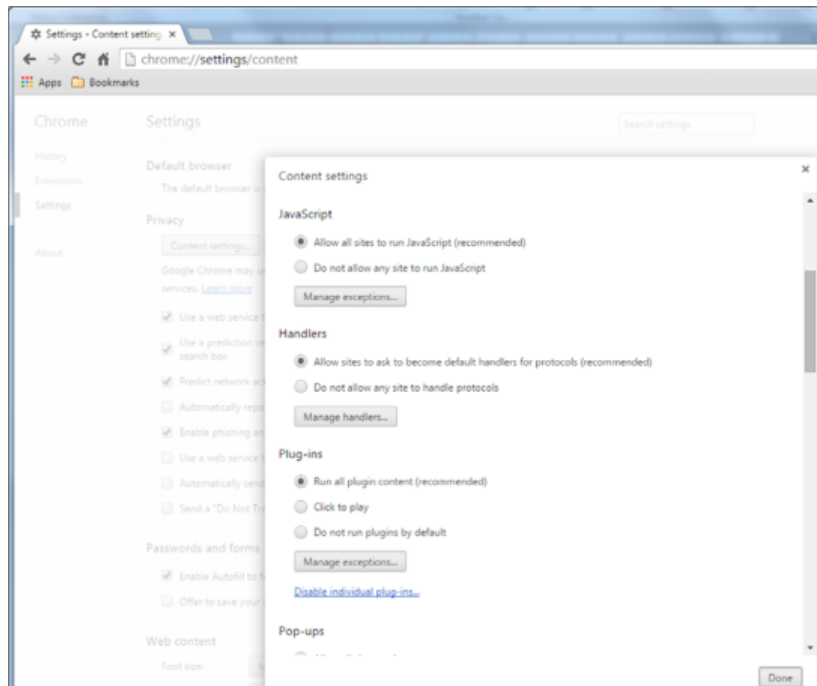 Settings - Content setting
chrome://settings/content
Apps Bookmarks
Chrome
Settings
Search settings
History
Extensions
Settings
About
Default browser
The default browser is
Privacy
Content settings...
Google Chrome may
services. Learn more
Use a web service
Use a prediction
search box
Predict network
Automatically
Enable phishing
Use a web service
Automatically send
Send a "Do Not
Passwords and forms
Enable Autofill to
Offer to save your
Web content
Font size:
Content settings
JavaScript
Allow all sites to run JavaScript (recommended)
Do not allow any site to run JavaScript
Manage exceptions...
Handlers
Allow sites to ask to become default handlers for protocols (recommended)
Do not allow any site to handle protocols
Manage handlers...
Plug-ins
Run all plugin content (recommended)
Click to play
Do not run plugins by default
Manage exceptions...
Disable individual plug-ins...
Pop-ups
Done